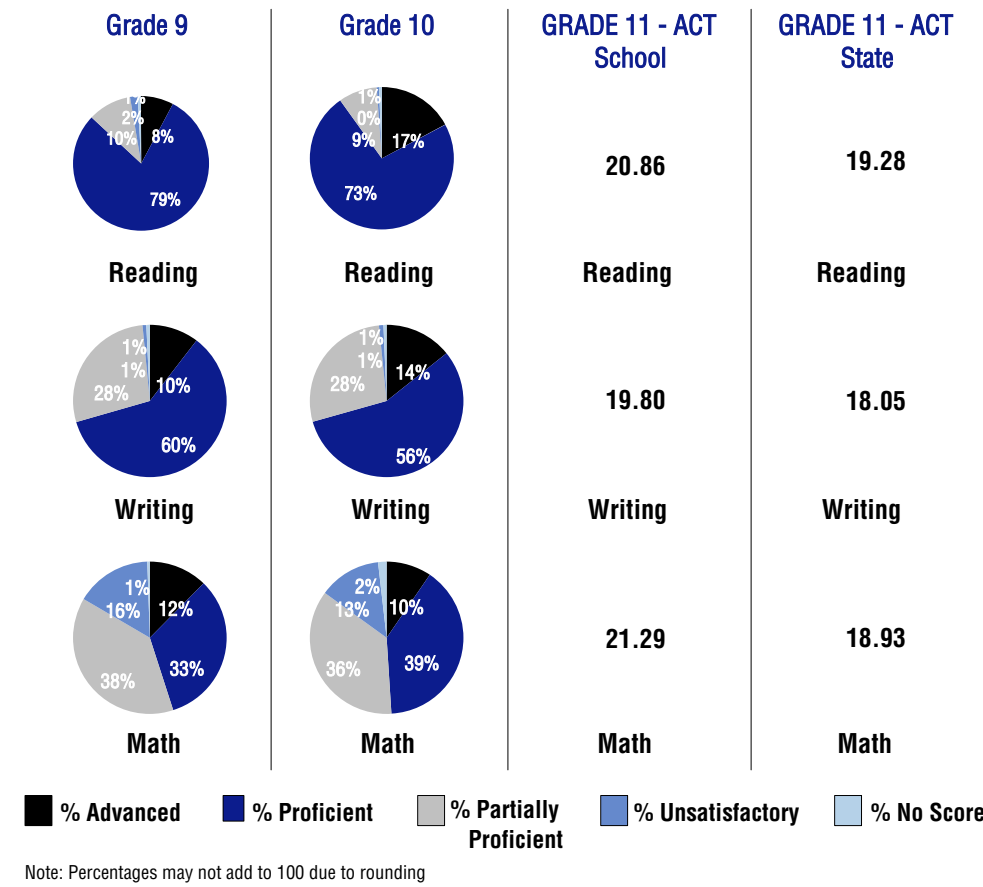 Grade 9
Grade 10
GRADE 11 - ACT
School
GRADE 11 - ACT
State
1%
2%
10%
8%
79%
1%
0%
9%
17%
73%
20.86
19.28
Reading
Reading
Reading
Reading
1%
1%
28%
10%
60%
1%
1%
28%
14%
56%
19.80
18.05
Writing
Writing
Writing
Writing
1%
16%
12%
38%
33%
2%
13%
10%
36%
39%
21.29
18.93
Math
Math
Math
Math
% Advanced
% Proficient
% Partially
Proficient
% Unsatisfactory
% No Score
Note: Percentages may not add to 100 due to rounding